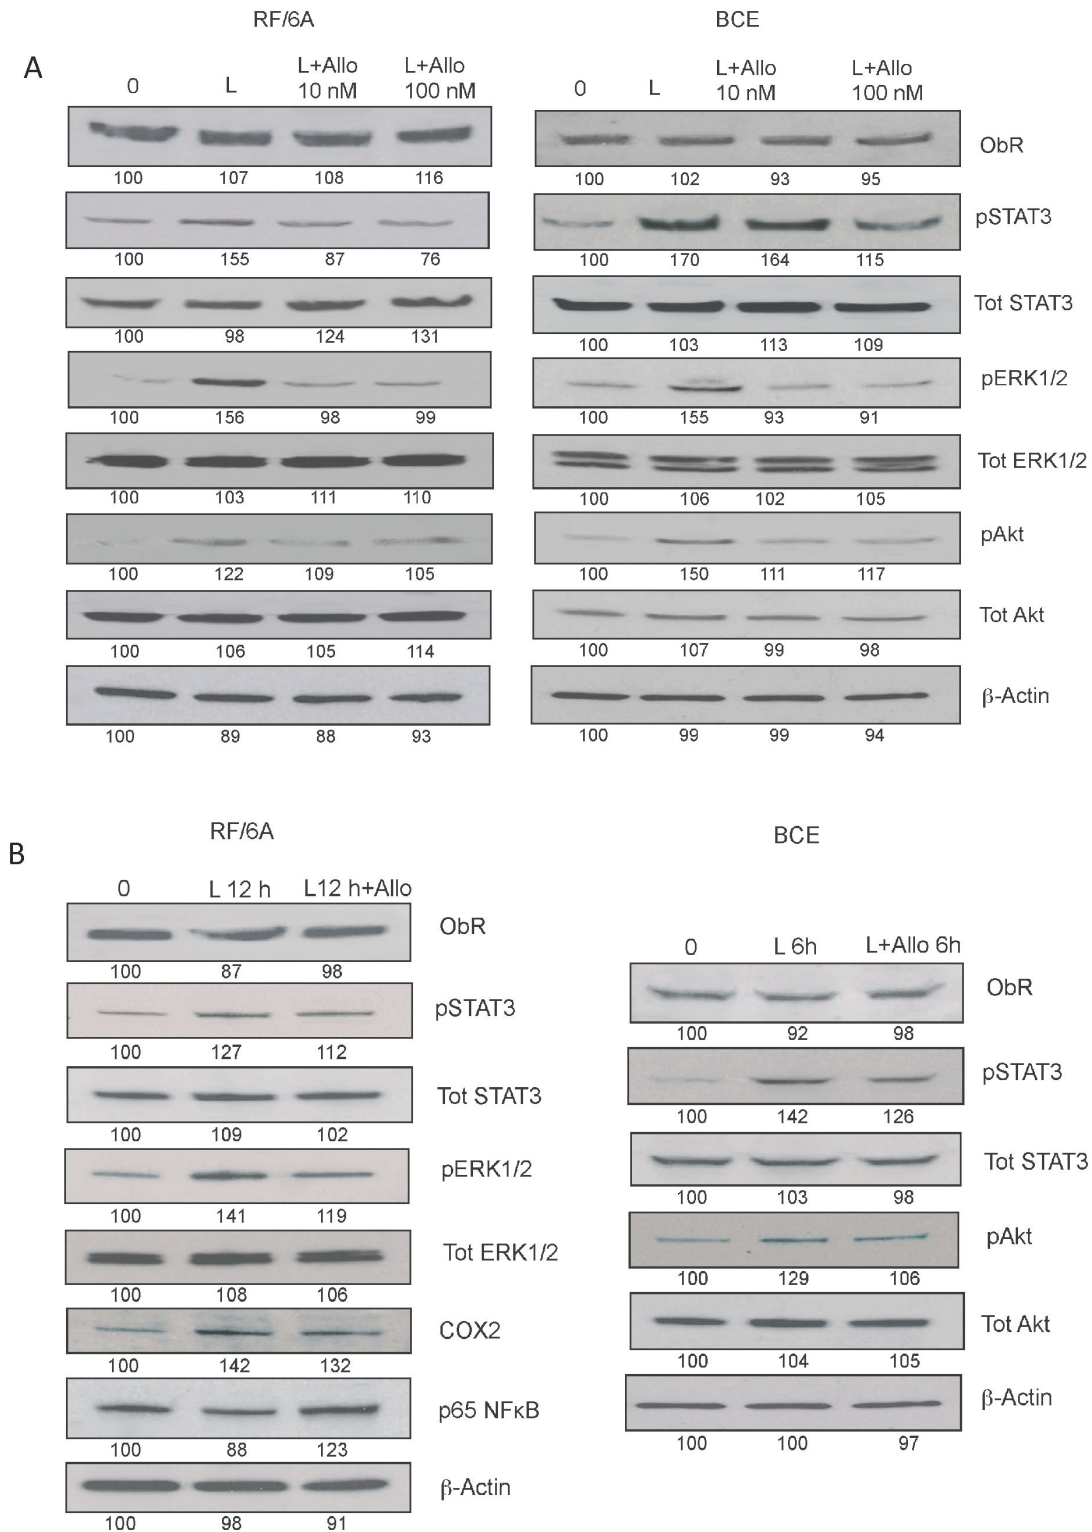 RF/6A BCE
A
0 L L+Allo 10 nM L+Allo 100 nM
0 L L+Allo 10 nM L+Allo 100 nM
ObR
100 107 108 116
100 102 93 95
pSTAT3
100 155 87 76
100 170 164 115
Tot STAT3
100 98 124 131
100 103 113 109
pERK1/2
100 156 98 99
100 155 93 91
Tot ERK1/2
100 103 111 110
100 106 102 105
pAkt
100 122 109 105
100 150 111 117
Tot Akt
100 106 105 114
100 107 99 98
β-Actin
100 89 88 93
100 99 99 94
B
RF/6A
0 L 12 h L12 h+Allo
ObR
100 87 98
pSTAT3
100 127 112
Tot STAT3
100 109 102
pERK1/2
100 141 119
Tot ERK1/2
100 108 106
COX2
100 142 132
p65 NFκB
100 88 123
β-Actin
100 98 91
BCE
0 L 6h L+Allo 6h
ObR
100 92 98
pSTAT3
100 142 126
Tot STAT3
100 103 98
pAkt
100 129 106
Tot Akt
100 104 105
β-Actin
100 100 97